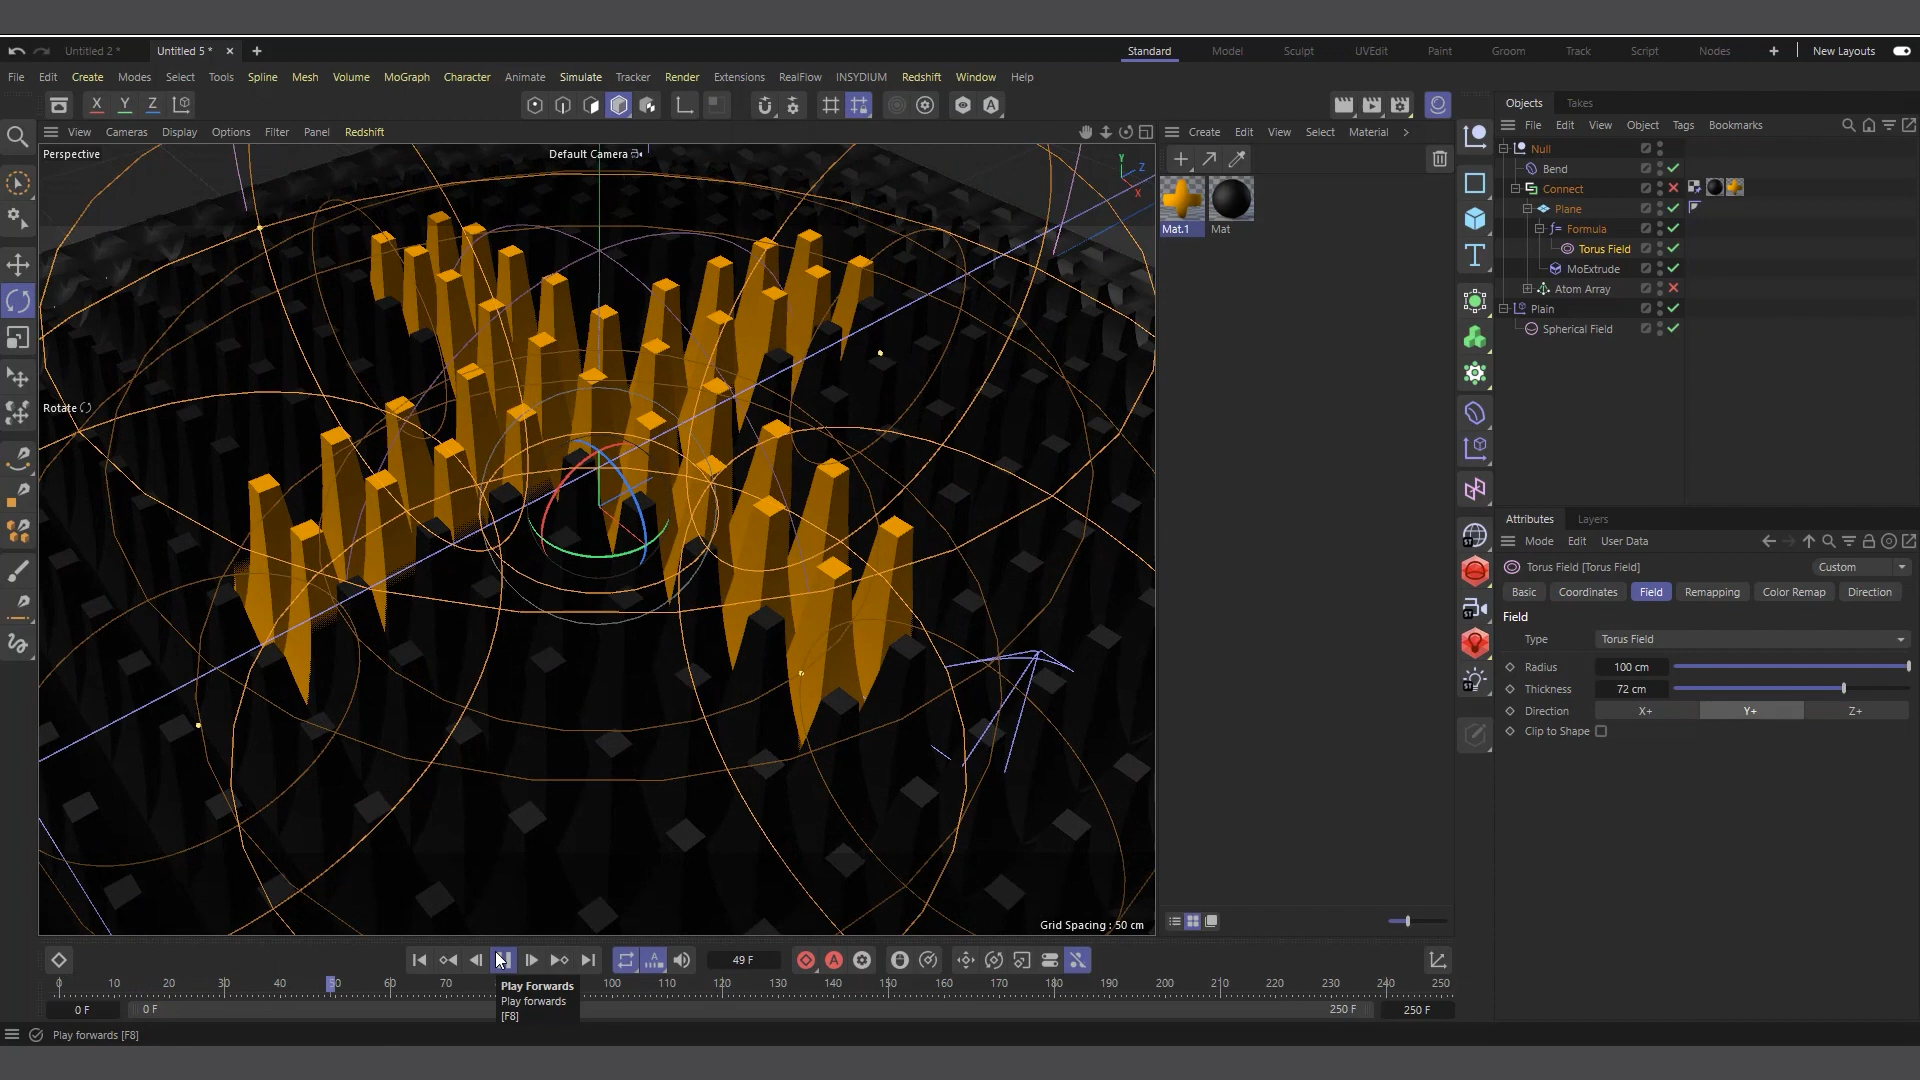 Untitled 2 *
Untitled 5 *
Standard Model Sculpt UVEdit Paint Groom Track Script Nodes New Layouts
File Edit Create Modes Select Tools Spline Mesh Volume MoGraph Character Animate Simulate Tracker Render Extensions RealFlow INSYDIUM Redshift Window Help
X Y Z
Objects Takes
View Cameras Display Options Filter Panel Redshift
Create Edit View Select Material
File Edit View Object Tags Bookmarks
Perspective
Default Camera
Y
Z
X
Null
Bend
Connect
Plane
Formula
Torus Field
MoExtrude
Atom Array
Plain
Spherical Field
Mat.1
Mat
Rotate
Attributes Layers
Mode Edit User Data
Torus Field [Torus Field]
Custom
Basic Coordinates Field Remapping Color Remap Direction
Field
Type Torus Field
Radius 100 cm
Thickness 72 cm
Direction X+ Y+ Z+
Clip to Shape
ST
ST
ST
Grid Spacing : 50 cm
49 F
0 10 20 30 40 50 60 70 100 110 120 130 140 150 160 170 180 190 200 210 220 230 240 250
0 F
0 F
250 F
250 F
Play Forwards
Play forwards
[F8]
Play forwards [F8]